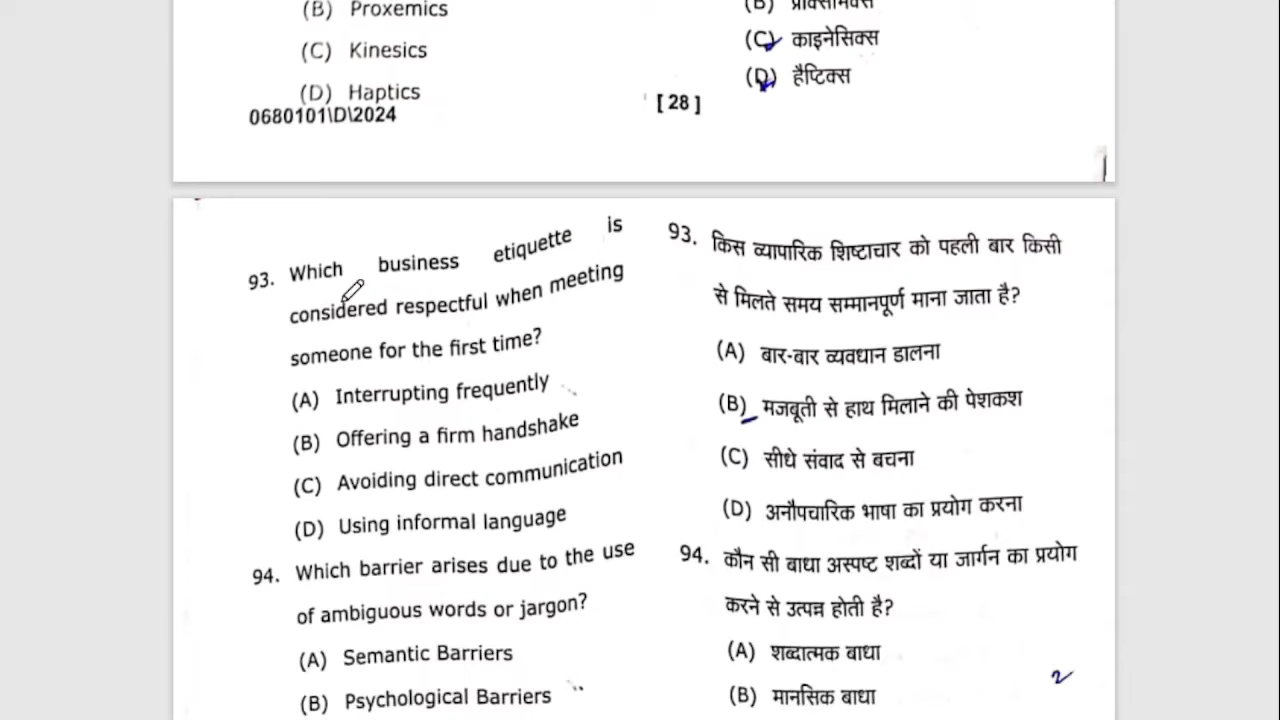 (B) Proxemics
(C) Kinesics
(D) Haptics
0680101\D\2024
(B) प्रॉक्सिमिक्स
(C) काइनेसिक्स
(D) हैप्टिक्स
[ 28 ]
93. Which business etiquette is
considered respectful when meeting
someone for the first time?
(A) Interrupting frequently
(B) Offering a firm handshake
(C) Avoiding direct communication
(D) Using informal language
94. Which barrier arises due to the use
of ambiguous words or jargon?
(A) Semantic Barriers
(B) Psychological Barriers
93. किस व्यापारिक शिष्टाचार को पहली बार किसी
से मिलते समय सम्मानपूर्ण माना जाता है?
(A) बार-बार व्यवधान डालना
(B) मजबूती से हाथ मिलाने की पेशकश
(C) सीधे संवाद से बचना
(D) अनौपचारिक भाषा का प्रयोग करना
94. कौन सी बाधा अस्पष्ट शब्दों या जार्गन का प्रयोग
करने से उत्पन्न होती है?
(A) शब्दात्मक बाधा
(B) मानसिक बाधा
2